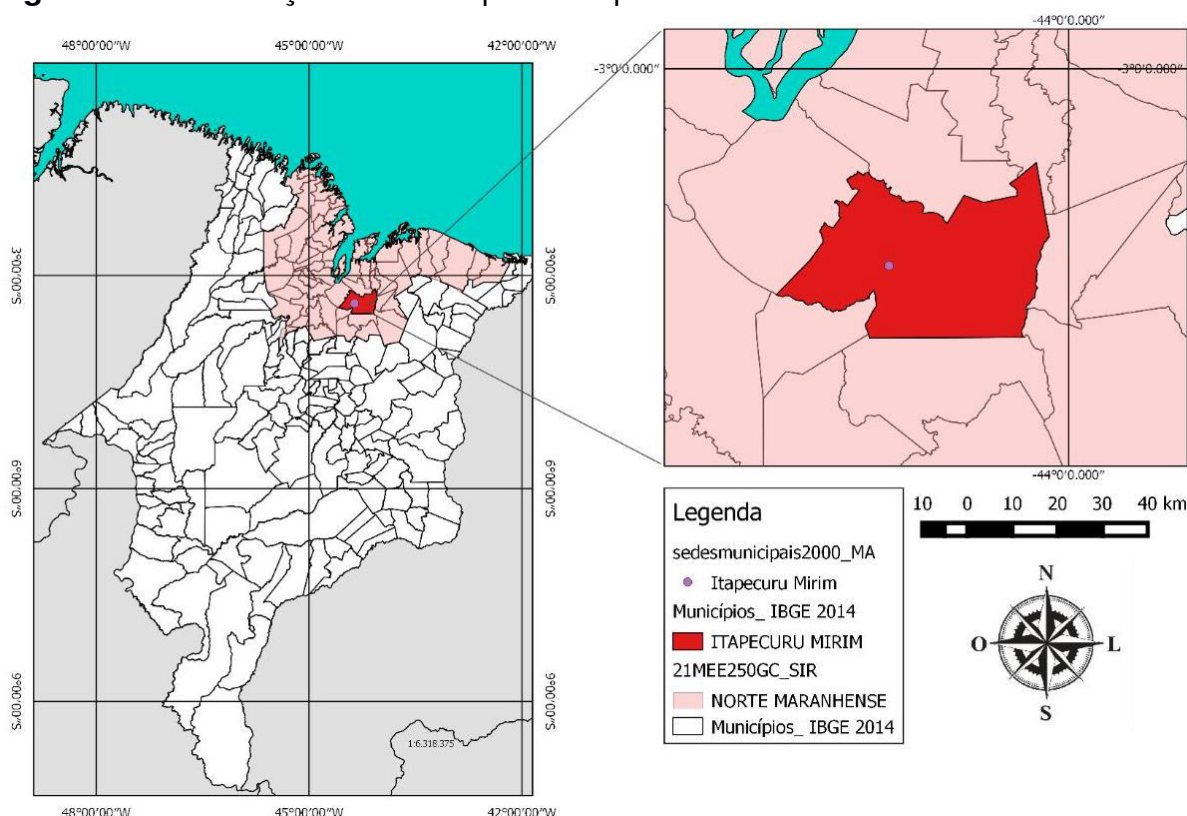 48°00'00"W 45°00'00"W 42°00'00"W
-44°0'0.000"
-3°0'0.000" -3°0'0.000"
3°00'00"S 3°00'00"S
6°00'00"S 6°00'00"S
9°00'00"S 9°00'00"S
1:6.318.375
48°00'00"W 45°00'00"W 42°00'00"W
-44°0'0.000"
Legenda
sedesmunicipais2000_MA
Itapecuru Mirim
Municípios_ IBGE 2014
ITAPECURU MIRIM
21MEE250GC_SIR
NORTE MARANHENSE
Municípios_ IBGE 2014
10 0 10 20 30 40 km
N
O L
S